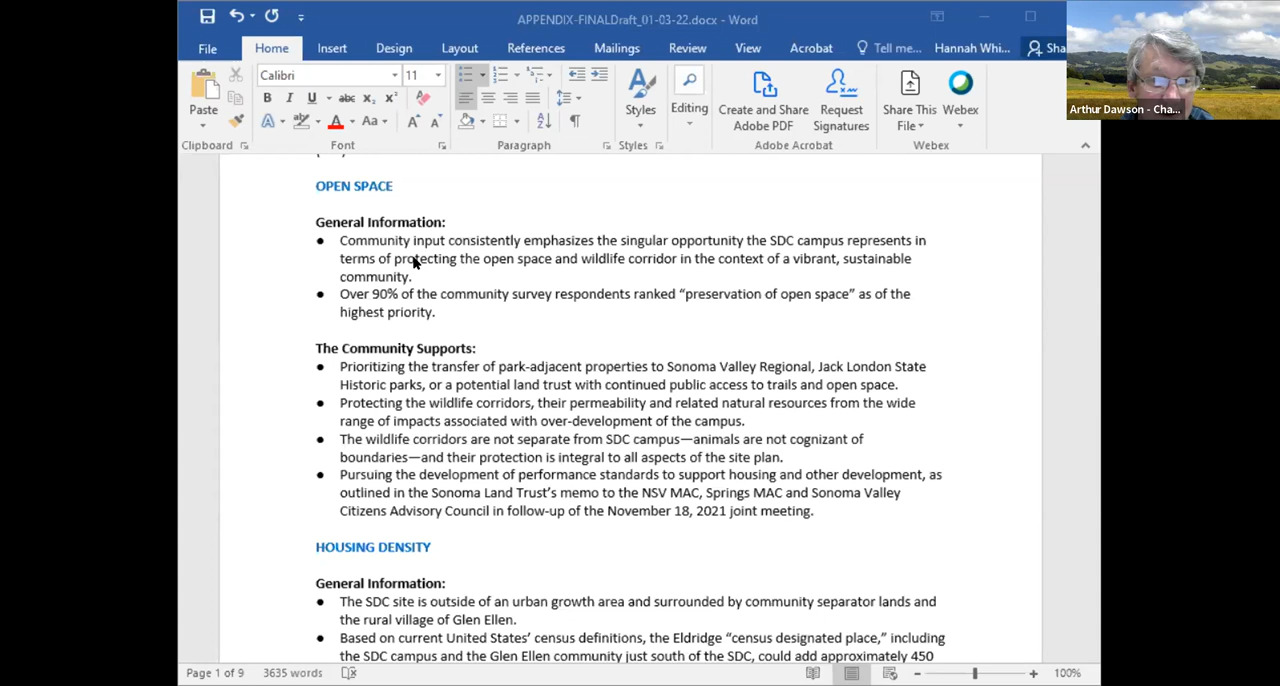 APPENDIX-FINALDraft_01-03-22.docx - Word
File Home Insert Design Layout References Mailings Review View Acrobat Tell me... Hannah Whi... Sha
Calibri 11
Paste
B I U abc X₂ X²
A A Aa A A
Styles
Editing
Create and Share
Adobe PDF
Request
Signatures
Share This
File
Webex
Clipboard Font Paragraph Styles Adobe Acrobat Webex
Arthur Dawson - Cha...
OPEN SPACE
General Information:
● Community input consistently emphasizes the singular opportunity the SDC campus represents in
terms of protecting the open space and wildlife corridor in the context of a vibrant, sustainable
community.
● Over 90% of the community survey respondents ranked “preservation of open space” as of the
highest priority.
The Community Supports:
● Prioritizing the transfer of park-adjacent properties to Sonoma Valley Regional, Jack London State
Historic parks, or a potential land trust with continued public access to trails and open space.
● Protecting the wildlife corridors, their permeability and related natural resources from the wide
range of impacts associated with over-development of the campus.
● The wildlife corridors are not separate from SDC campus—animals are not cognizant of
boundaries—and their protection is integral to all aspects of the site plan.
● Pursuing the development of performance standards to support housing and other development, as
outlined in the Sonoma Land Trust’s memo to the NSV MAC, Springs MAC and Sonoma Valley
Citizens Advisory Council in follow-up of the November 18, 2021 joint meeting.
HOUSING DENSITY
General Information:
● The SDC site is outside of an urban growth area and surrounded by community separator lands and
the rural village of Glen Ellen.
● Based on current United States’ census definitions, the Eldridge “census designated place,” including
the SDC campus and the Glen Ellen community just south of the SDC, could add approximately 450
Page 1 of 9 3635 words 100%